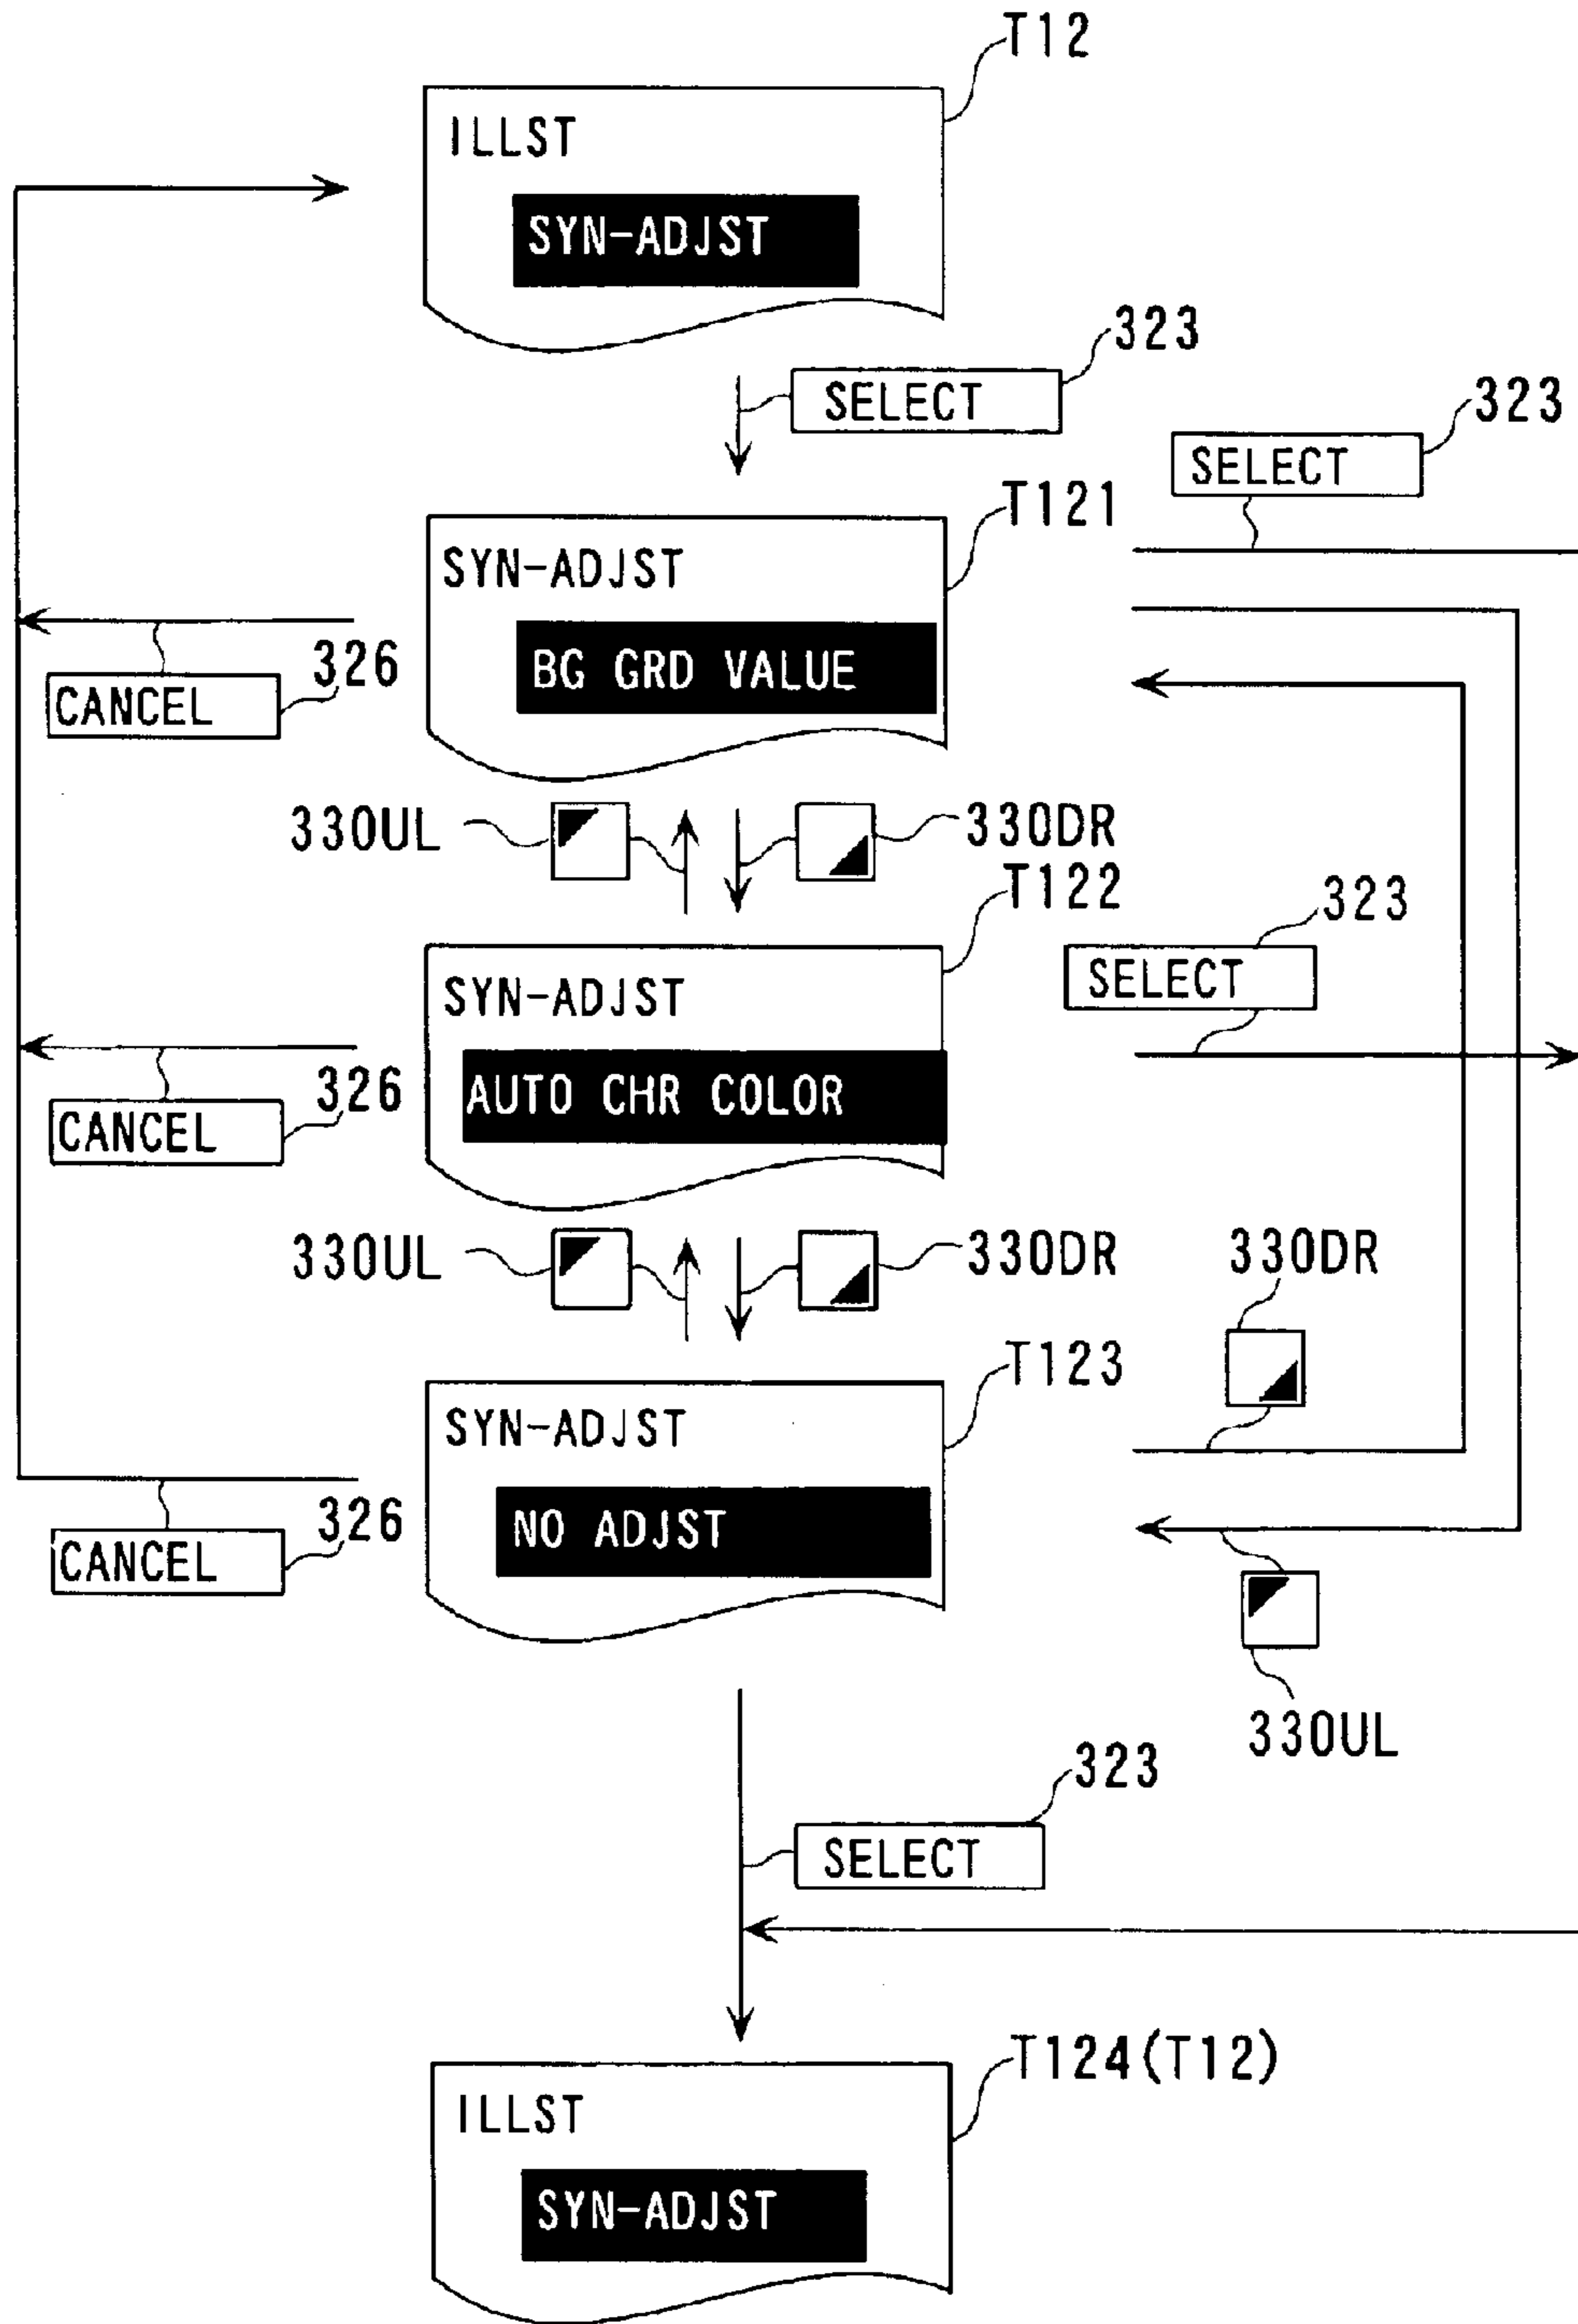 T12
ILLST
SYN-ADJST
323
SELECT
323
SELECT
T121
SYN-ADJST
BG GRD VALUE
326
CANCEL
330UL
330DR
T122
323
SELECT
SYN-ADJST
AUTO CHR COLOR
326
CANCEL
330UL
330DR
330DR
T123
SYN-ADJST
NO ADJST
326
CANCEL
330UL
323
SELECT
T124(T12)
ILLST
SYN-ADJST